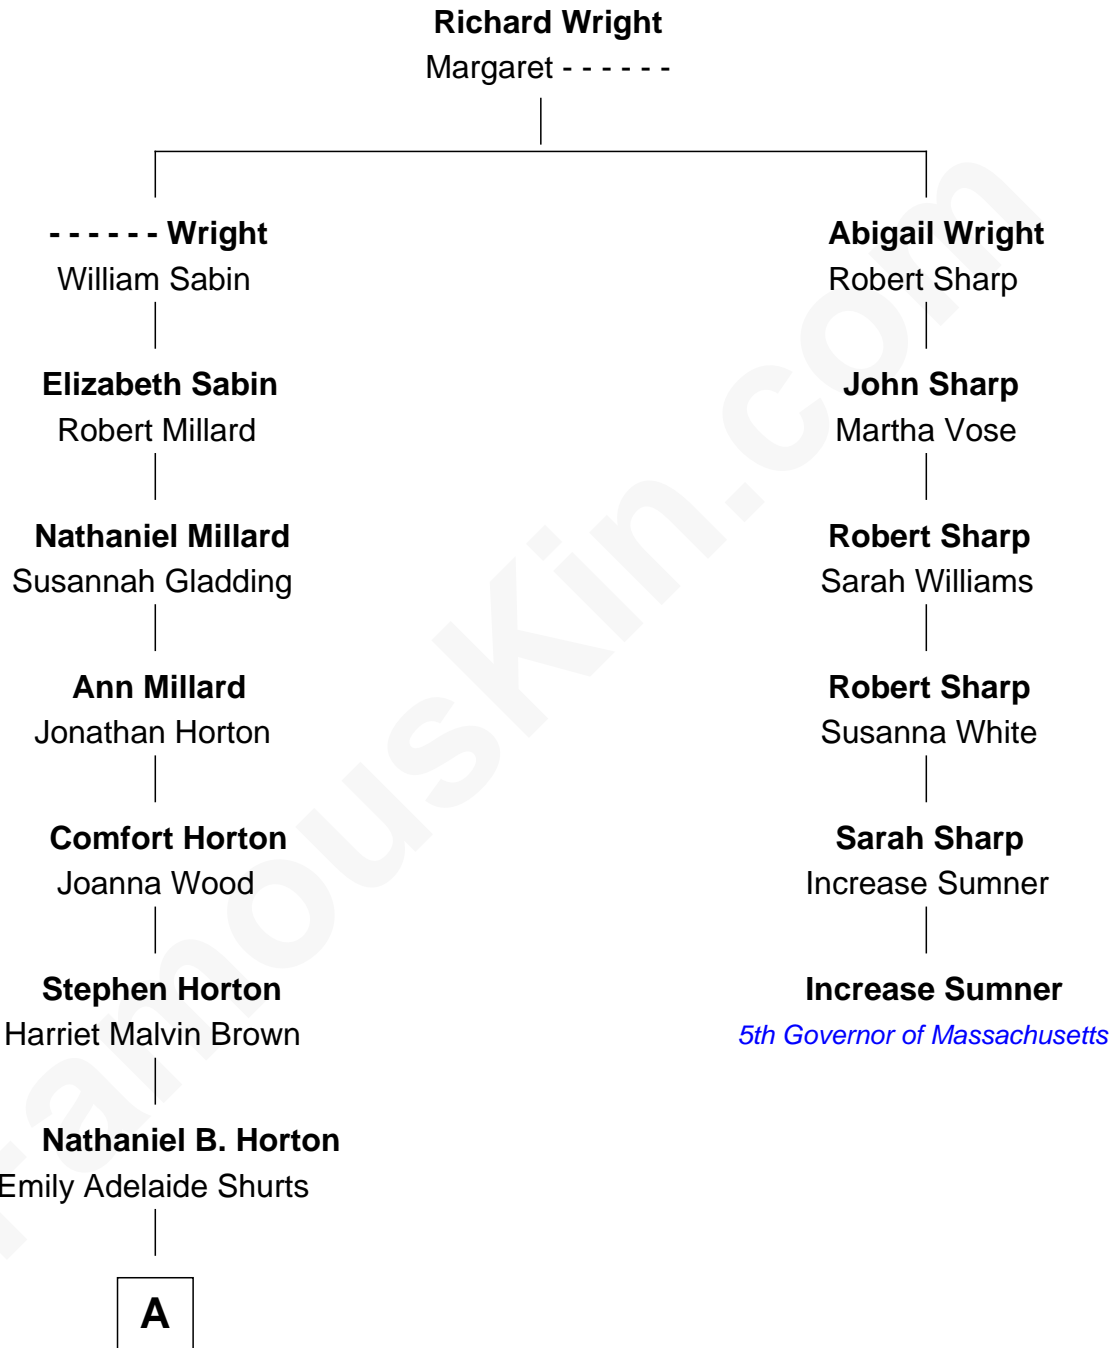 Richard Wright
Margaret - - - - - -
- - - - - - Wright
William Sabin
Elizabeth Sabin
Robert Millard
Nathaniel Millard
Susannah Gladding
Ann Millard
Jonathan Horton
Comfort Horton
Joanna Wood
Stephen Horton
Harriet Malvin Brown
Nathaniel B. Horton
Emily Adelaide Shurts
A
Abigail Wright
Robert Sharp
John Sharp
Martha Vose
Robert Sharp
Sarah Williams
Robert Sharp
Susanna White
Sarah Sharp
Increase Sumner
Increase Sumner
5th Governor of Massachusetts
FamousKin.com